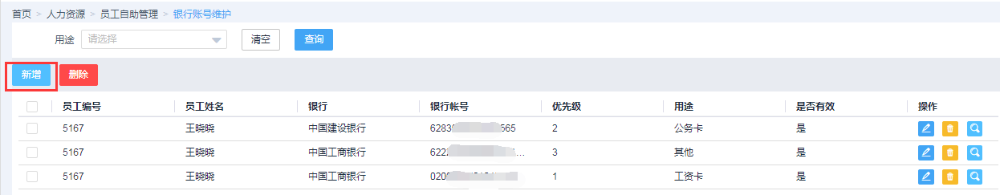 首页 > 人力资源 > 员工自助管理 > 银行账号维护
用途 请选择 清空 查询
新增 删除
员工编号 员工姓名 银行 银行帐号 优先级 用途 是否有效 操作
5167 王晓晓 中国建设银行 6283 665 2 公务卡 是
5167 王晓晓 中国工商银行 622 ... 3 其他 是
5167 王晓晓 中国工商银行 020 1 工资卡 是